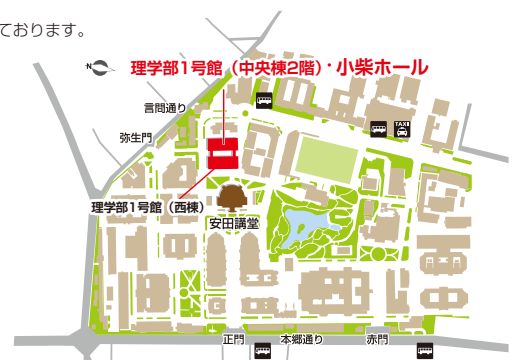 ております。
N
理学部1号館(中央棟2階)・小柴ホール
言問通り
TAXI
弥生門
理学部1号館(西棟)
安田講堂
正門
本郷通り
赤門